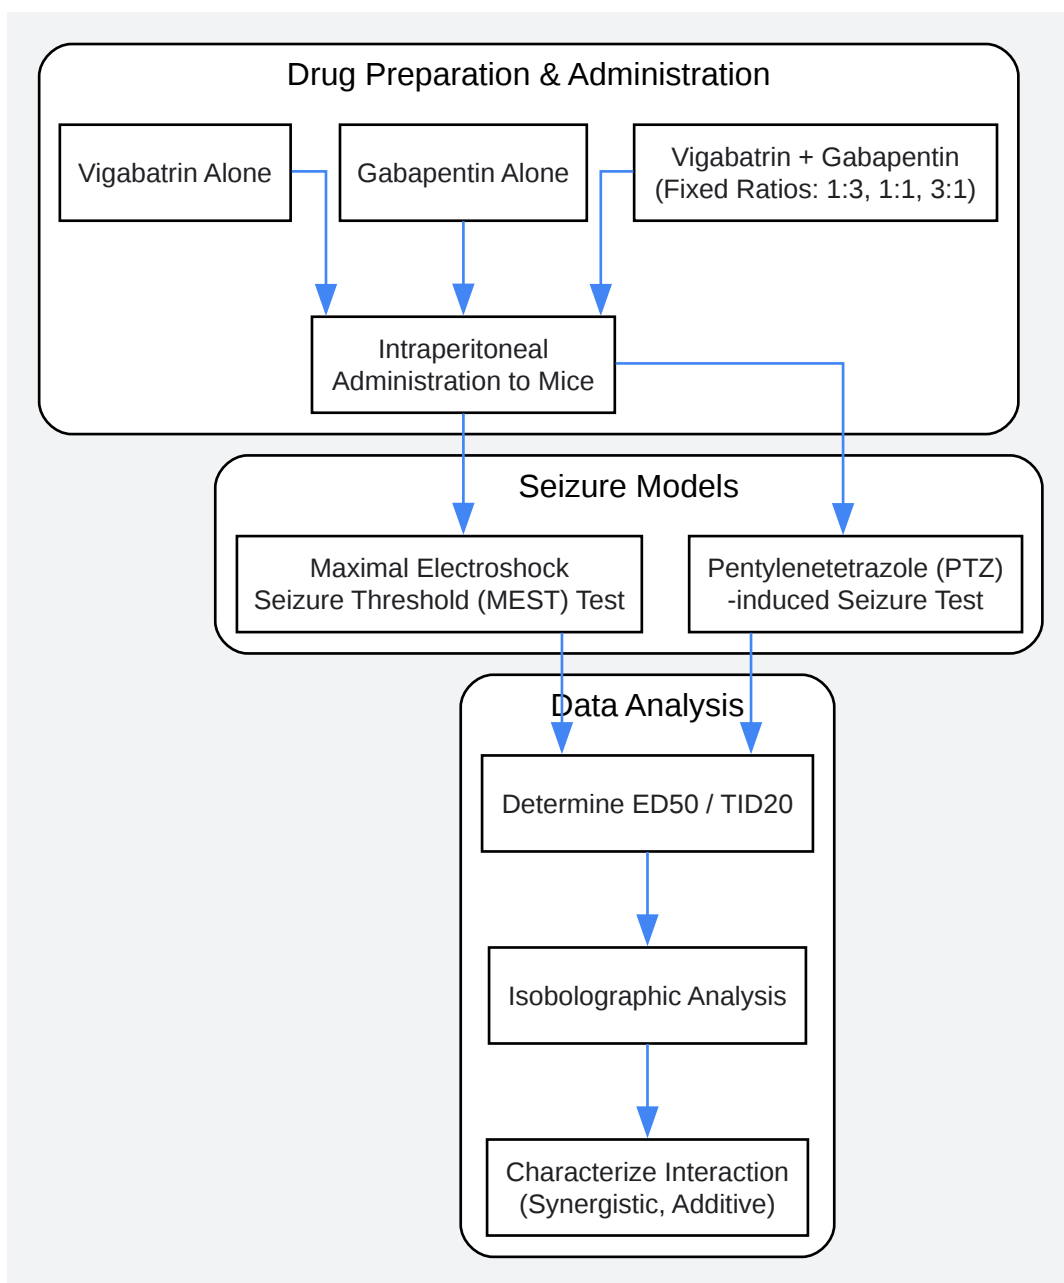 Drug Preparation & Administration
Vigabatrin Alone
Gabapentin Alone
Vigabatrin + Gabapentin
(Fixed Ratios: 1:3, 1:1, 3:1)
Intraperitoneal
Administration to Mice
Seizure Models
Maximal Electroshock
Seizure Threshold (MEST) Test
Pentylenetetrazole (PTZ)
-induced Seizure Test
Data Analysis
Determine ED50 / TID20
Isobolographic Analysis
Characterize Interaction
(Synergistic, Additive)